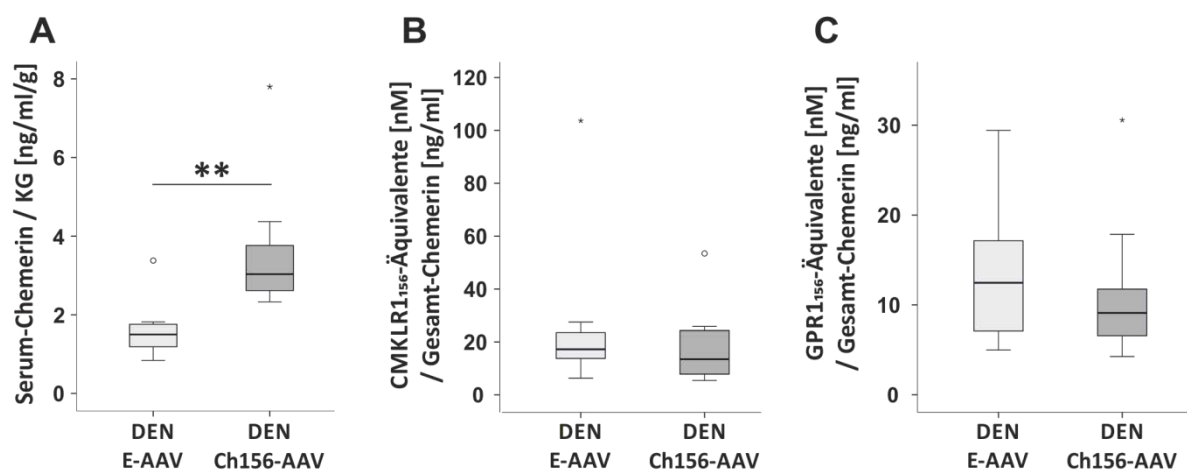 A
Serum-Chemerin / KG [ng/ml/g]
8
6
4
2
0
**
*
DEN
E-AAV
DEN
Ch156-AAV
B
CMKLR1₁₅₆-Äquivalente [nM]
/ Gesamt-Chemerin [ng/ml]
120
100
80
60
40
20
0
*
DEN
E-AAV
DEN
Ch156-AAV
C
GPR1₁₅₆-Äquivalente [nM]
/ Gesamt-Chemerin [ng/ml]
30
20
10
0
*
DEN
E-AAV
DEN
Ch156-AAV